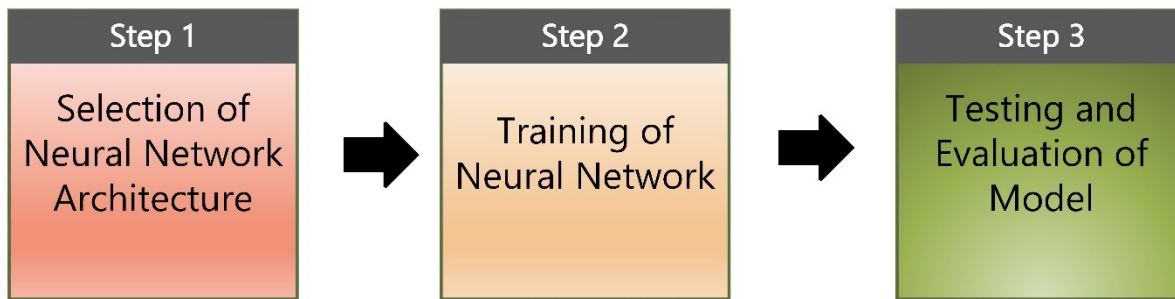 Step 1
Selection of
Neural Network
Architecture
Step 2
Training of
Neural Network
Step 3
Testing and
Evaluation of
Model